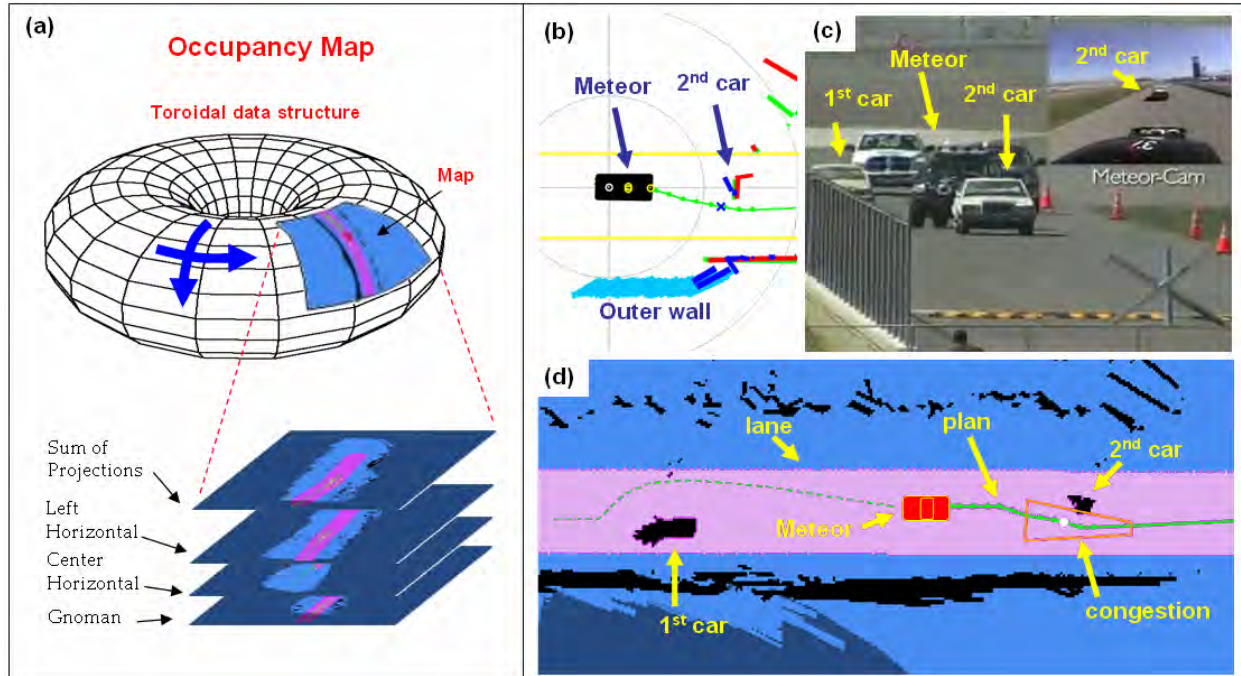 (a)
Occupancy Map
Toroidal data structure
Map
Sum of
Projections
Left
Horizontal
Center
Horizontal
Gnoman
(b)
Meteor
2nd car
Outer wall
(c)
Meteor
1st car
2nd car
2nd car
Meteor-Cam
(d)
lane
plan
2nd car
Meteor
1st car
congestion